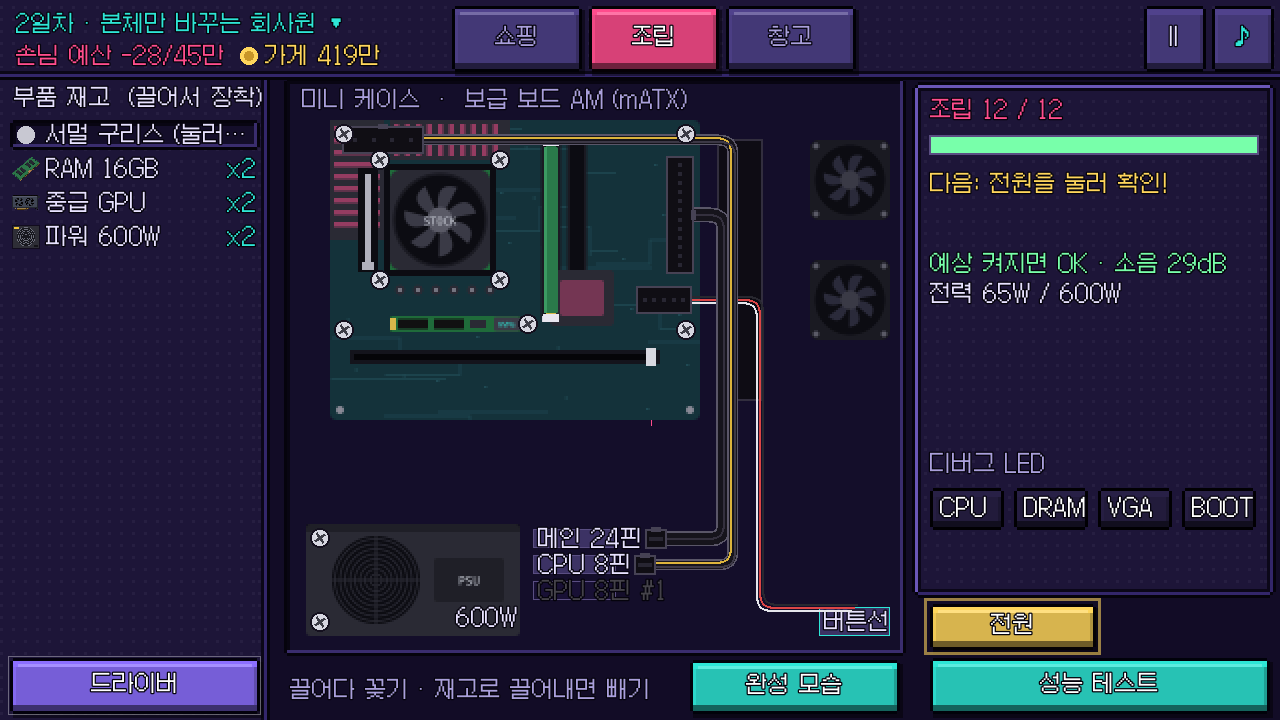 2일차 · 본체만 바꾸는 회사원 ▼
손님 예산 -28/45만 가게 419만
쇼핑
조립
창고
부품 재고 (끌어서 장착)
서멀 구리스 (눌러…
RAM 16GB x2
중급 GPU x2
파워 600W x2
드라이버
미니 케이스 · 보급 보드 AM (mATX)
STOCK
PSU
600W
메인 24핀
CPU 8핀
GPU 8핀 #1
버튼선
끌어다 꽂기 · 재고로 끌어내면 빼기
완성 모습
조립 12 / 12
다음: 전원을 눌러 확인!
예상 켜지면 OK · 소음 29dB
전력 65W / 600W
디버그 LED
CPU DRAM VGA BOOT
전원
성능 테스트